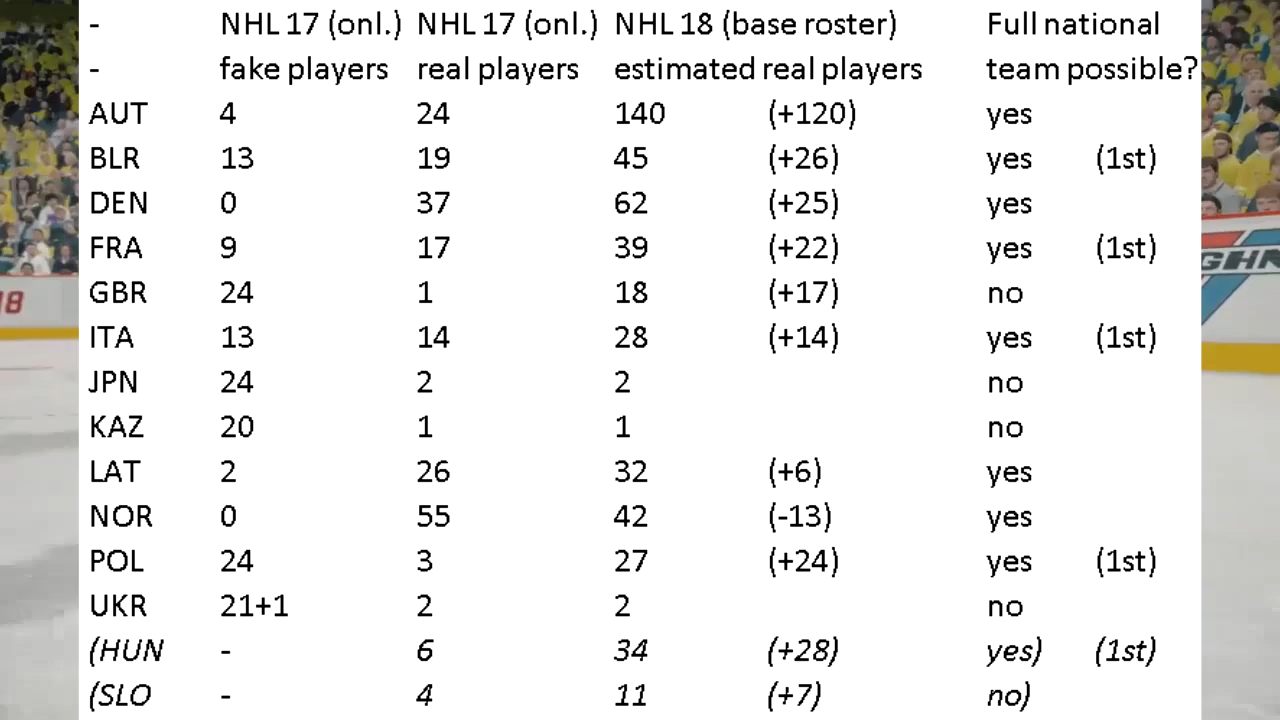 - NHL 17 (onl.) NHL 17 (onl.) NHL 18 (base roster) Full national
- fake players real players estimated real players team possible?
AUT 4 24 140 (+120) yes
BLR 13 19 45 (+26) yes (1st)
DEN 0 37 62 (+25) yes
FRA 9 17 39 (+22) yes (1st)
GBR 24 1 18 (+17) no
ITA 13 14 28 (+14) yes (1st)
JPN 24 2 2 no
KAZ 20 1 1 no
LAT 2 26 32 (+6) yes
NOR 0 55 42 (-13) yes
POL 24 3 27 (+24) yes (1st)
UKR 21+1 2 2 no
(HUN - 6 34 (+28) yes) (1st)
(SLO - 4 11 (+7) no)